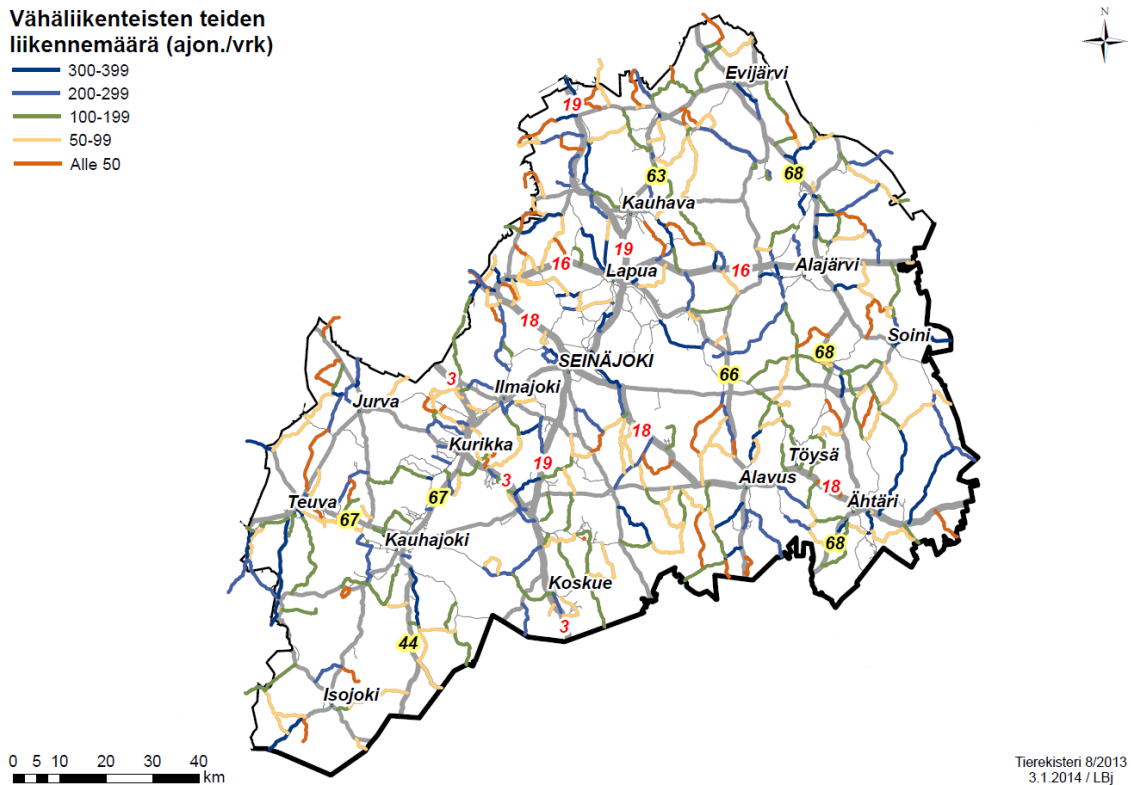 Vähäliikenteisten teiden
liikennemäärä (ajon./vrk)
300-399
200-299
100-199
50-99
Alle 50
N
Evijärvi
19
68
63
Kauhava
19
16
Lapua
16
Alajärvi
18
SEINÄJOKI
68
Soini
66
3
Ilmajoki
Jurva
18
Kurikka
19
Töysä
3
Alavus
18
67
Teuva
67
Ähtäri
Kauhajoki
68
Koskue
3
44
Isojoki
0 5 10 20 30 40
km
Tierekisteri 8/2013
3.1.2014 / LBj